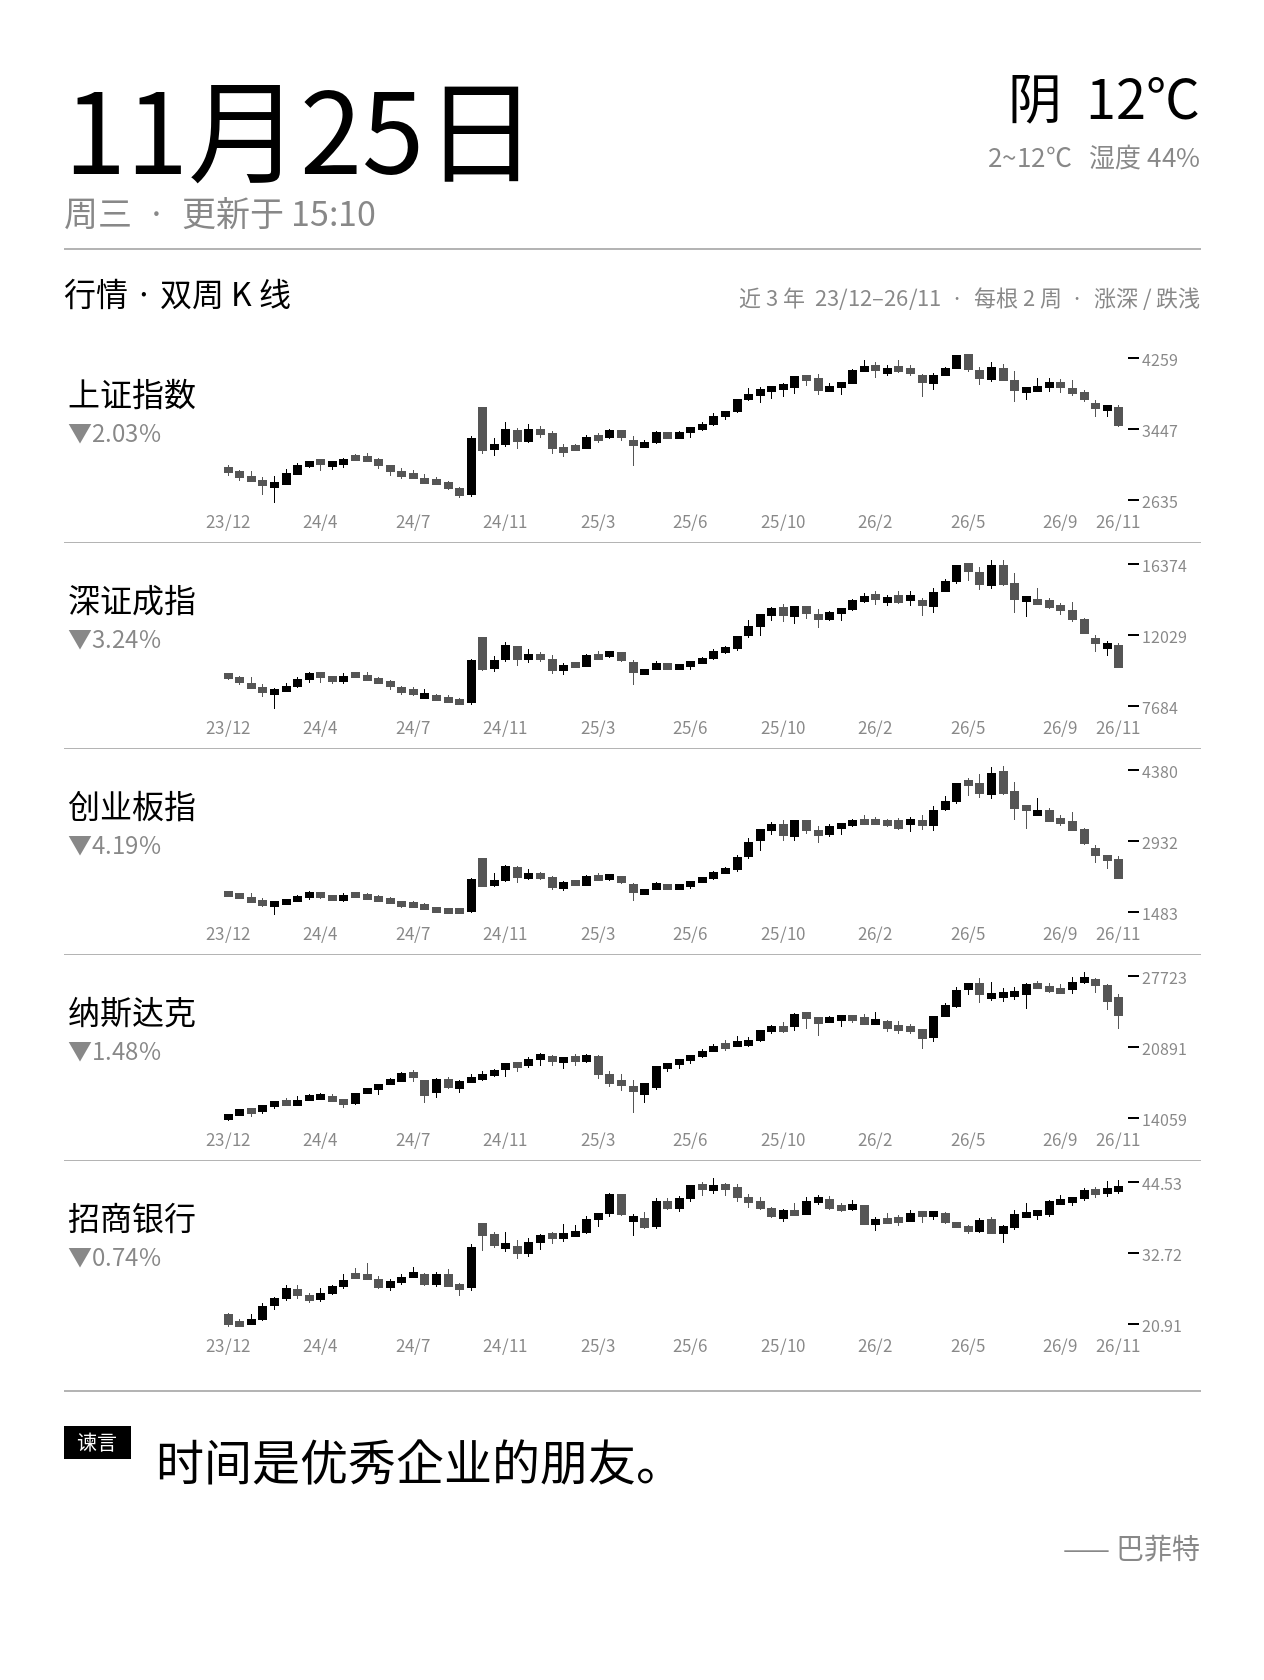 11月25日
阴 12℃
2~12℃ 湿度 44%
周三 · 更新于 15:10
行情 · 双周 K 线
近 3 年 23/12–26/11 · 每根 2 周 · 涨深 / 跌浅
上证指数
▼2.03%
4259
3447
2635
23/12 24/4 24/7 24/11 25/3 25/6 25/10 26/2 26/5 26/9 26/11
深证成指
▼3.24%
16374
12029
7684
23/12 24/4 24/7 24/11 25/3 25/6 25/10 26/2 26/5 26/9 26/11
创业板指
▼4.19%
4380
2932
1483
23/12 24/4 24/7 24/11 25/3 25/6 25/10 26/2 26/5 26/9 26/11
纳斯达克
▼1.48%
27723
20891
14059
23/12 24/4 24/7 24/11 25/3 25/6 25/10 26/2 26/5 26/9 26/11
招商银行
▼0.74%
44.53
32.72
20.91
23/12 24/4 24/7 24/11 25/3 25/6 25/10 26/2 26/5 26/9 26/11
谏言
时间是优秀企业的朋友。
—— 巴菲特